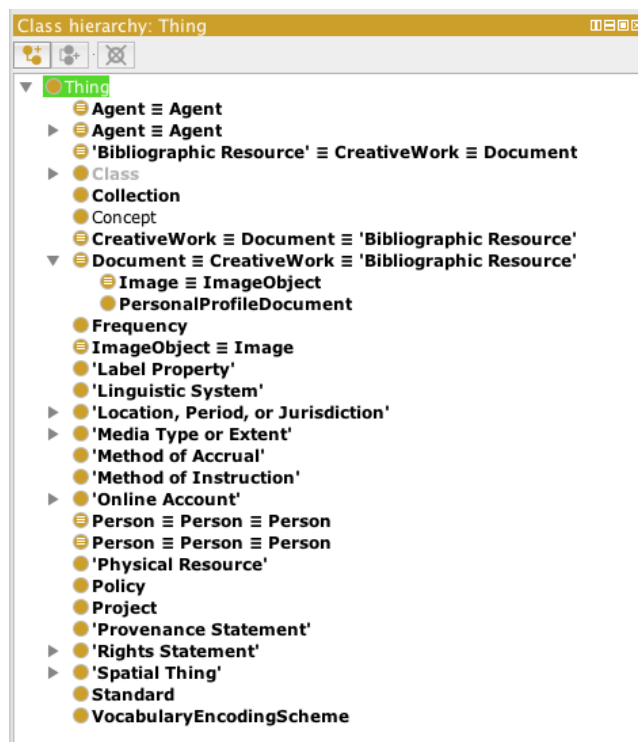 Class hierarchy: Thing
Thing
Agent ≡ Agent
Agent ≡ Agent
'Bibliographic Resource' ≡ CreativeWork ≡ Document
Class
Collection
Concept
CreativeWork ≡ Document ≡ 'Bibliographic Resource'
Document ≡ CreativeWork ≡ 'Bibliographic Resource'
Image ≡ ImageObject
PersonalProfileDocument
Frequency
ImageObject ≡ Image
'Label Property'
'Linguistic System'
'Location, Period, or Jurisdiction'
'Media Type or Extent'
'Method of Accrual'
'Method of Instruction'
'Online Account'
Person ≡ Person ≡ Person
Person ≡ Person ≡ Person
'Physical Resource'
Policy
Project
'Provenance Statement'
'Rights Statement'
'Spatial Thing'
Standard
VocabularyEncodingScheme